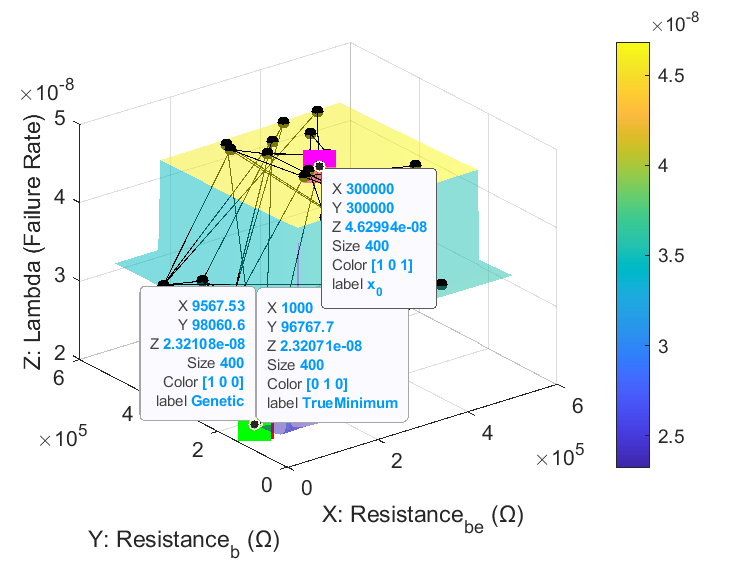 ×10⁻⁸
×10⁻⁸
5
4
3
2
Z: Lambda (Failure Rate)
4.5
4
3.5
3
2.5
X 300000
Y 300000
Z 4.62994e-08
Size 400
Color [1 0 1]
label x₀
X 9567.53
Y 98060.6
Z 2.32108e-08
Size 400
Color [1 0 0]
label Genetic
X 1000
Y 96767.7
Z 2.32071e-08
Size 400
Color [0 1 0]
label TrueMinimum
6
4
2
0
×10⁵
Y: Resistance_b (Ω)
0
2
4
6
×10⁵
X: Resistance_be (Ω)